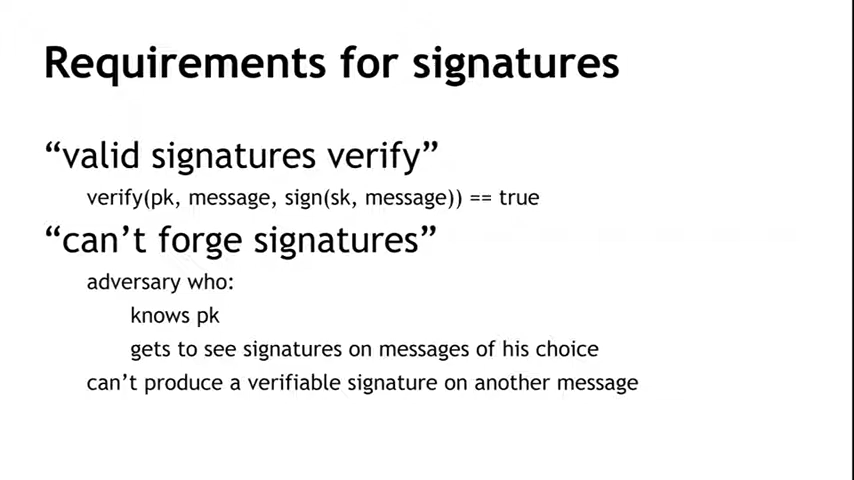 Requirements for signatures
“valid signatures verify”
verify(pk, message, sign(sk, message)) == true
“can’t forge signatures”
adversary who:
knows pk
gets to see signatures on messages of his choice
can’t produce a verifiable signature on another message